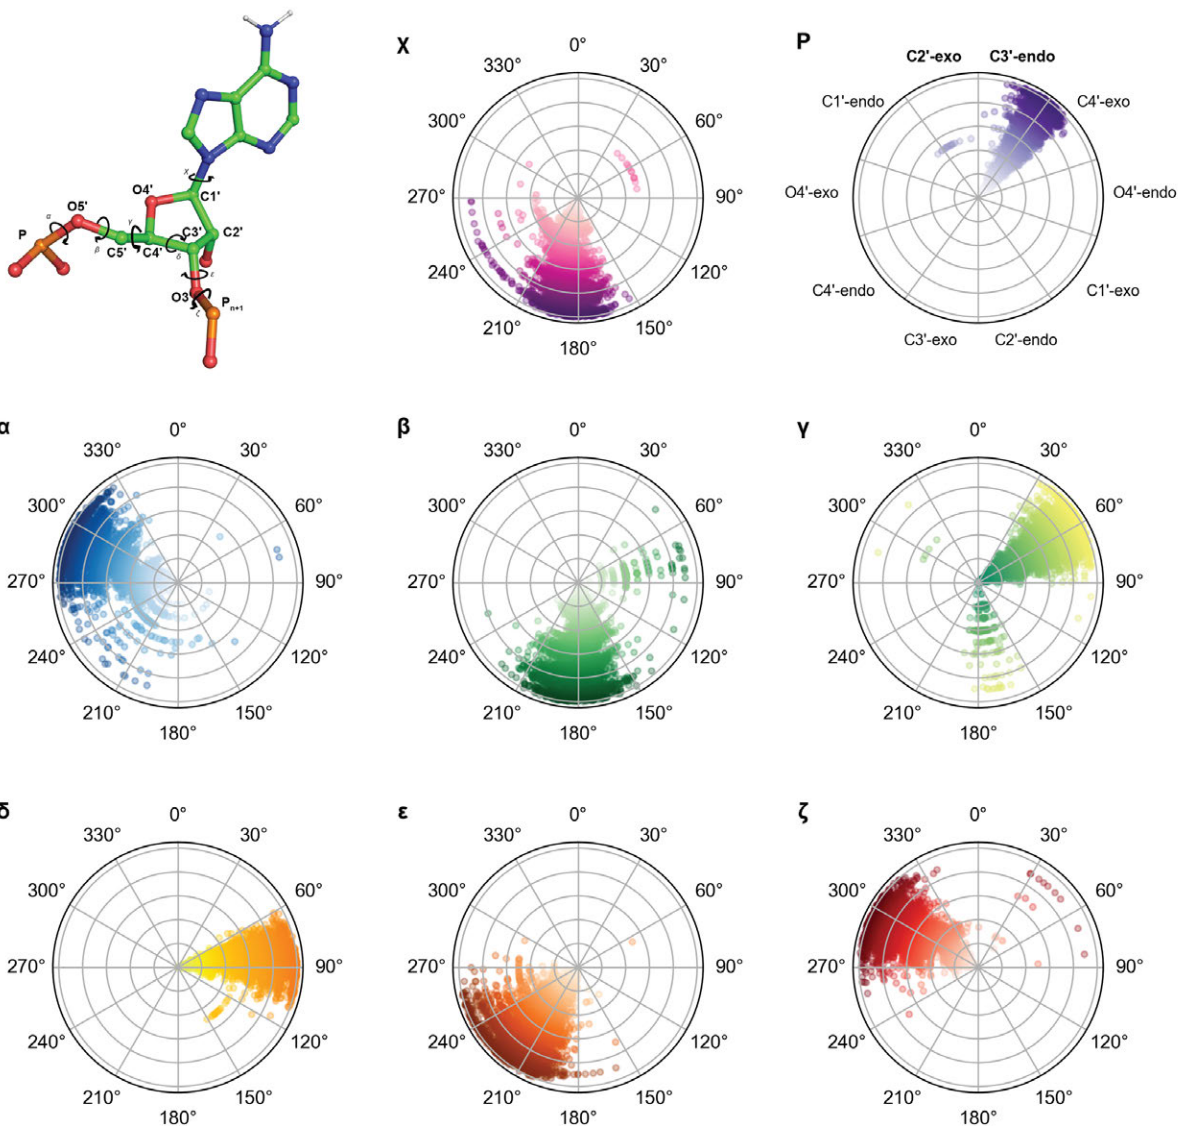 χ
0°
30°
60°
90°
120°
150°
180°
210°
240°
270°
300°
330°
P
C2'-exo
C3'-endo
C4'-exo
O4'-endo
C1'-exo
C2'-endo
C3'-exo
C4'-endo
O4'-exo
C1'-endo
χ
O4'
C1'
O5'
α
γ
C3'
C2'
P
β
C5'
C4'
δ
ε
O3
ζ
P n+1
α
0°
30°
60°
90°
120°
150°
180°
210°
240°
270°
300°
330°
β
0°
30°
60°
90°
120°
150°
180°
210°
240°
270°
300°
330°
γ
0°
30°
60°
90°
120°
150°
180°
210°
240°
270°
300°
330°
δ
0°
30°
60°
90°
120°
150°
180°
210°
240°
270°
300°
330°
ε
0°
30°
60°
90°
120°
150°
180°
210°
240°
270°
300°
330°
ζ
0°
30°
60°
90°
120°
150°
180°
210°
240°
270°
300°
330°